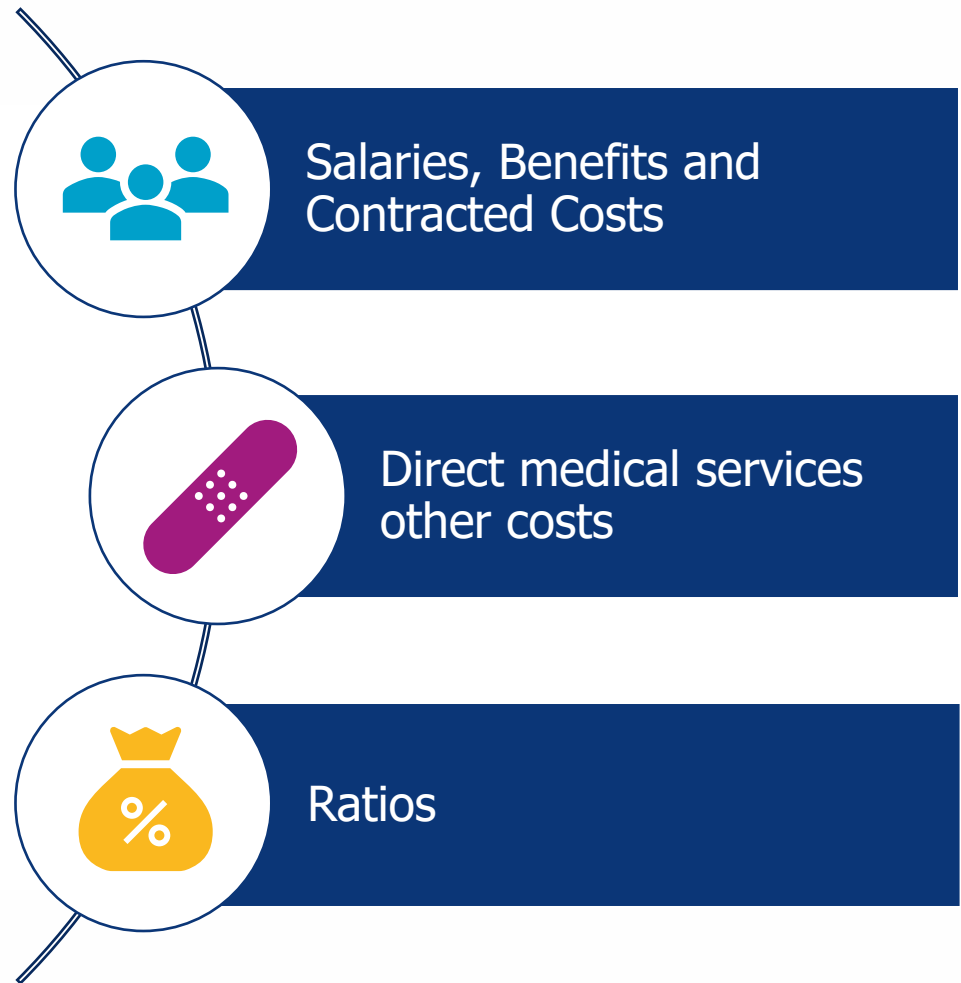 Salaries, Benefits and
Contracted Costs
Direct medical services
other costs
%
Ratios